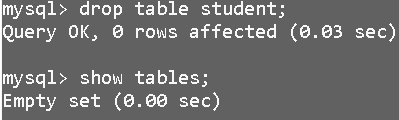 mysql> drop table student;
Query OK, 0 rows affected (0.03 sec)
mysql> show tables;
Empty set (0.00 sec)